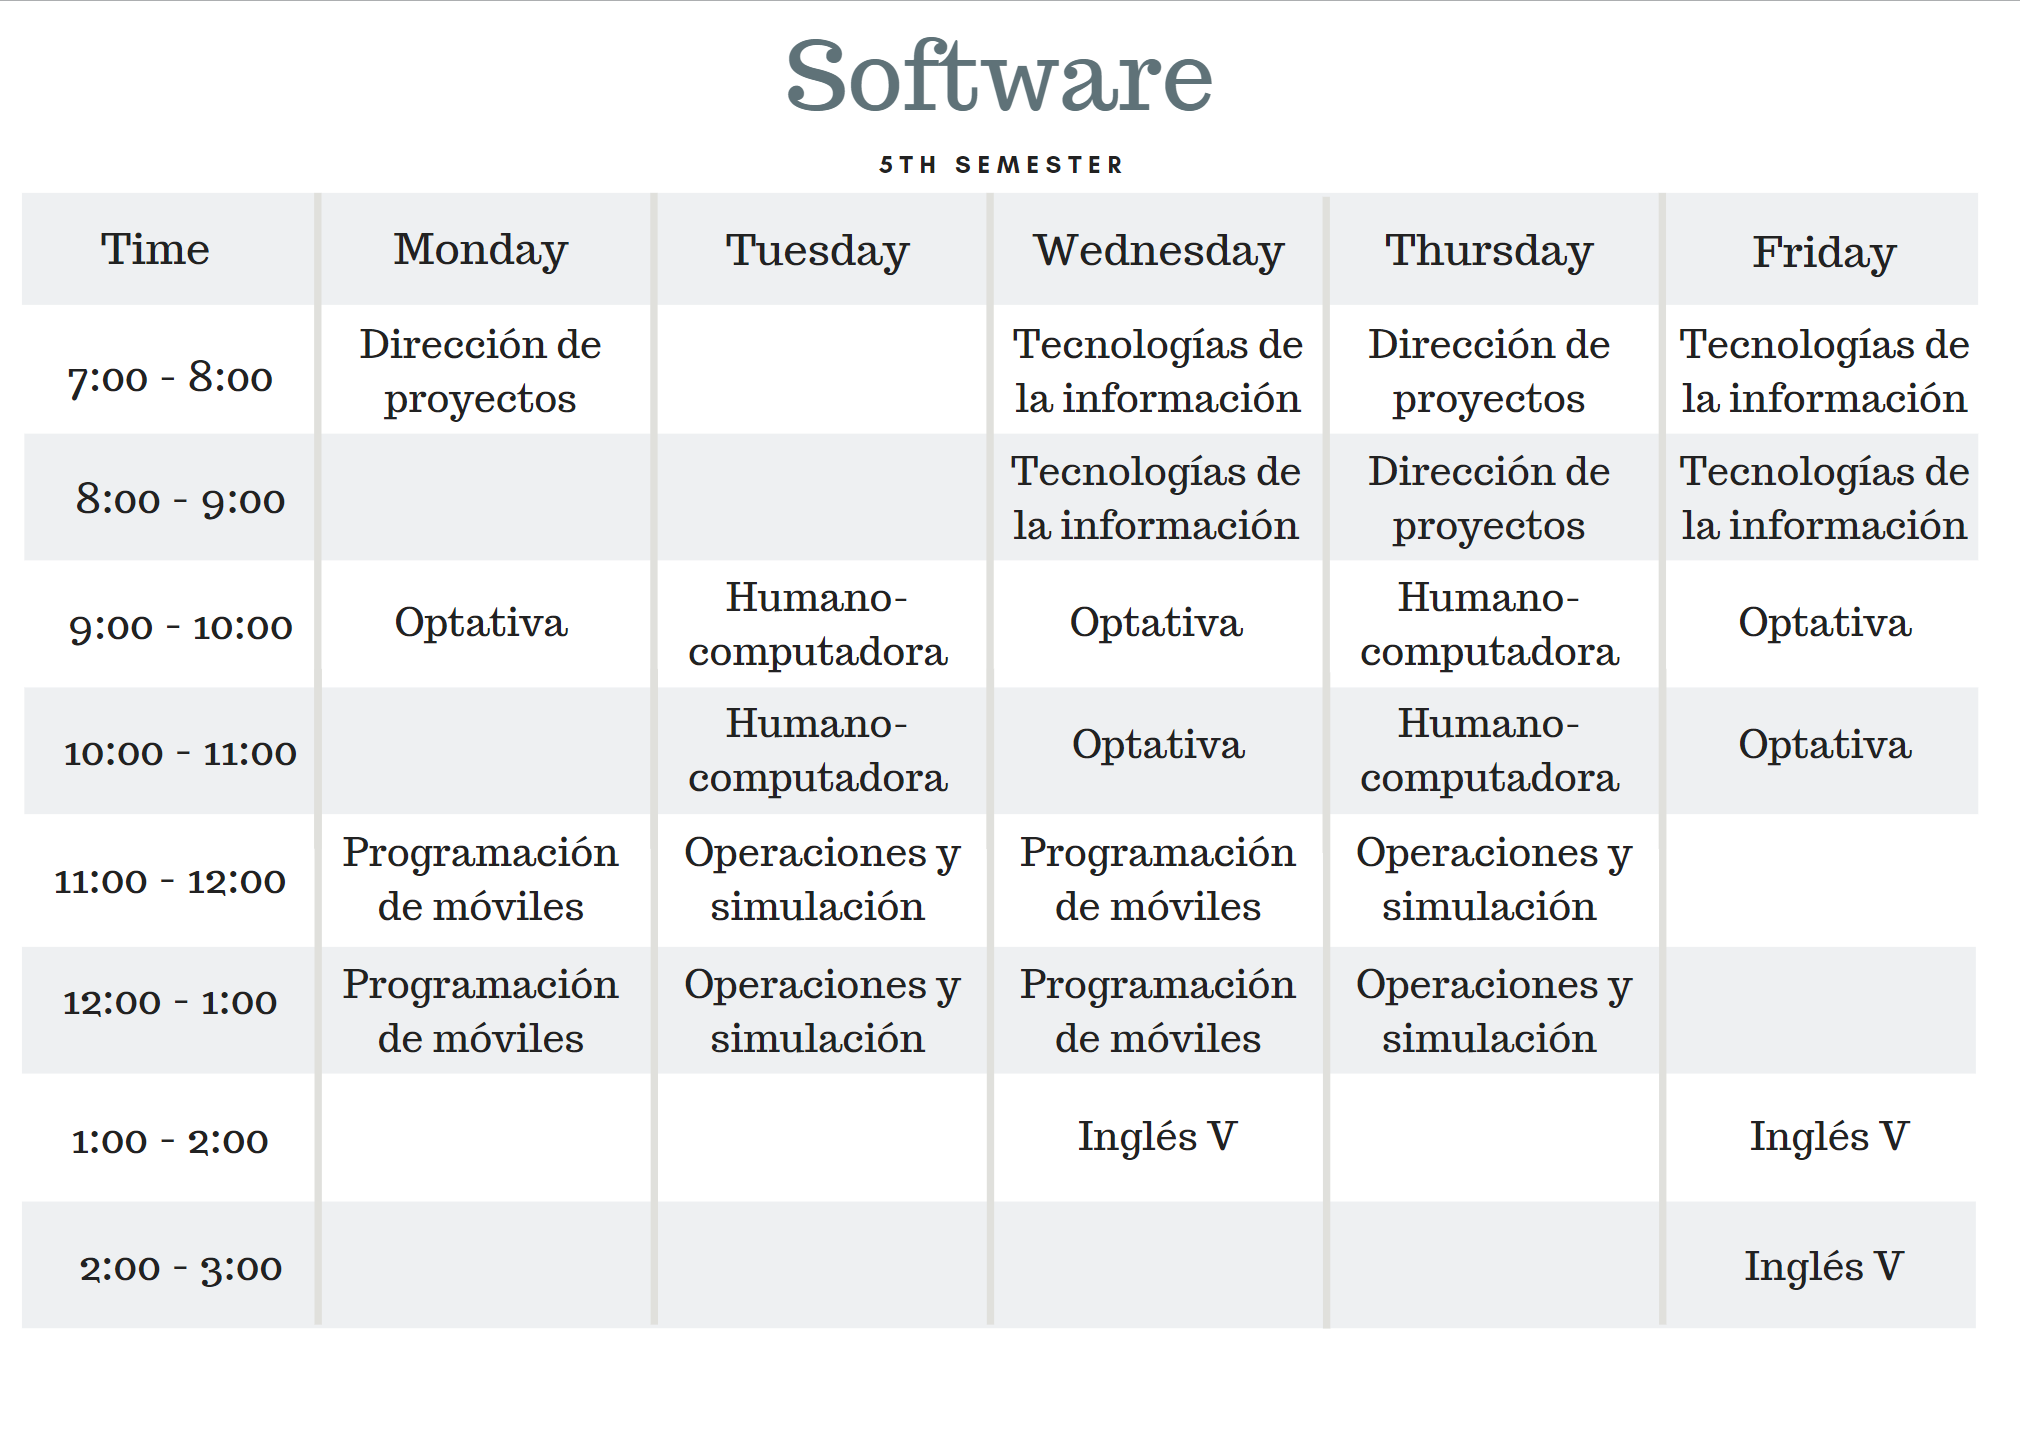 Software
5TH SEMESTER
Time Monday Tuesday Wednesday Thursday Friday
7:00 - 8:00
Dirección de
proyectos
Tecnologías de
la información
Dirección de
proyectos
Tecnologías de
la información
8:00 - 9:00
Tecnologías de
la información
Dirección de
proyectos
Tecnologías de
la información
9:00 - 10:00
Optativa
Humano-
computadora
Optativa
Humano-
computadora
Optativa
10:00 - 11:00
Humano-
computadora
Optativa
Humano-
computadora
Optativa
11:00 - 12:00
Programación
de móviles
Operaciones y
simulación
Programación
de móviles
Operaciones y
simulación
12:00 - 1:00
Programación
de móviles
Operaciones y
simulación
Programación
de móviles
Operaciones y
simulación
1:00 - 2:00
Inglés V
Inglés V
2:00 - 3:00
Inglés V